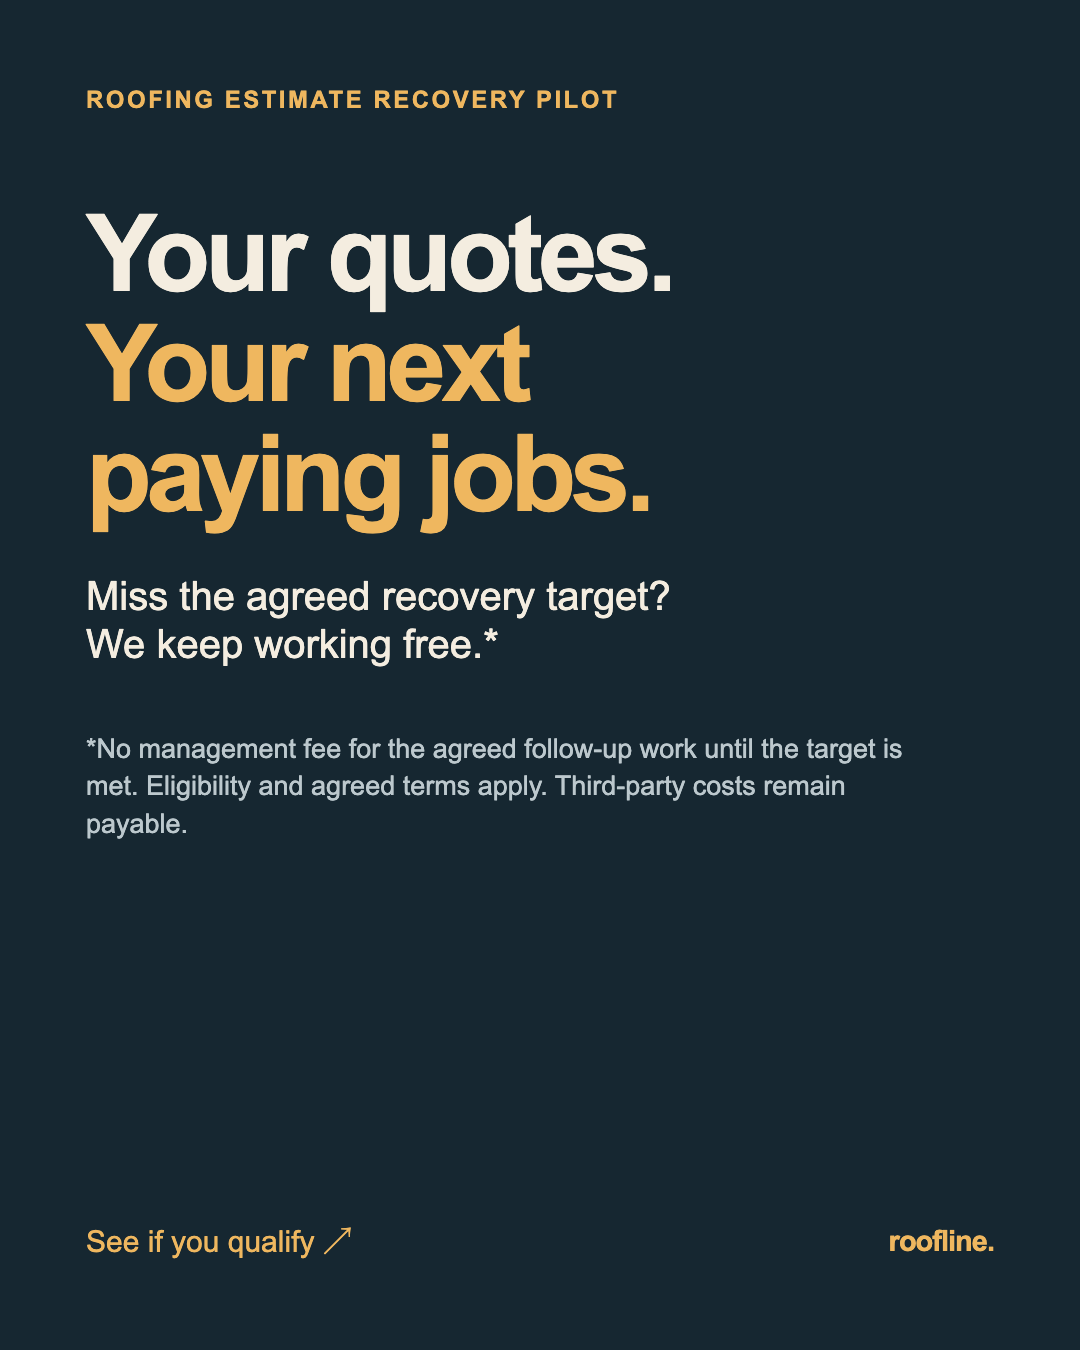 ROOFING ESTIMATE RECOVERY PILOT
Your quotes.
Your next
paying jobs.
Miss the agreed recovery target?
We keep working free.*
*No management fee for the agreed follow-up work until the target is
met. Eligibility and agreed terms apply. Third-party costs remain
payable.
See if you qualify ↗
roofline.